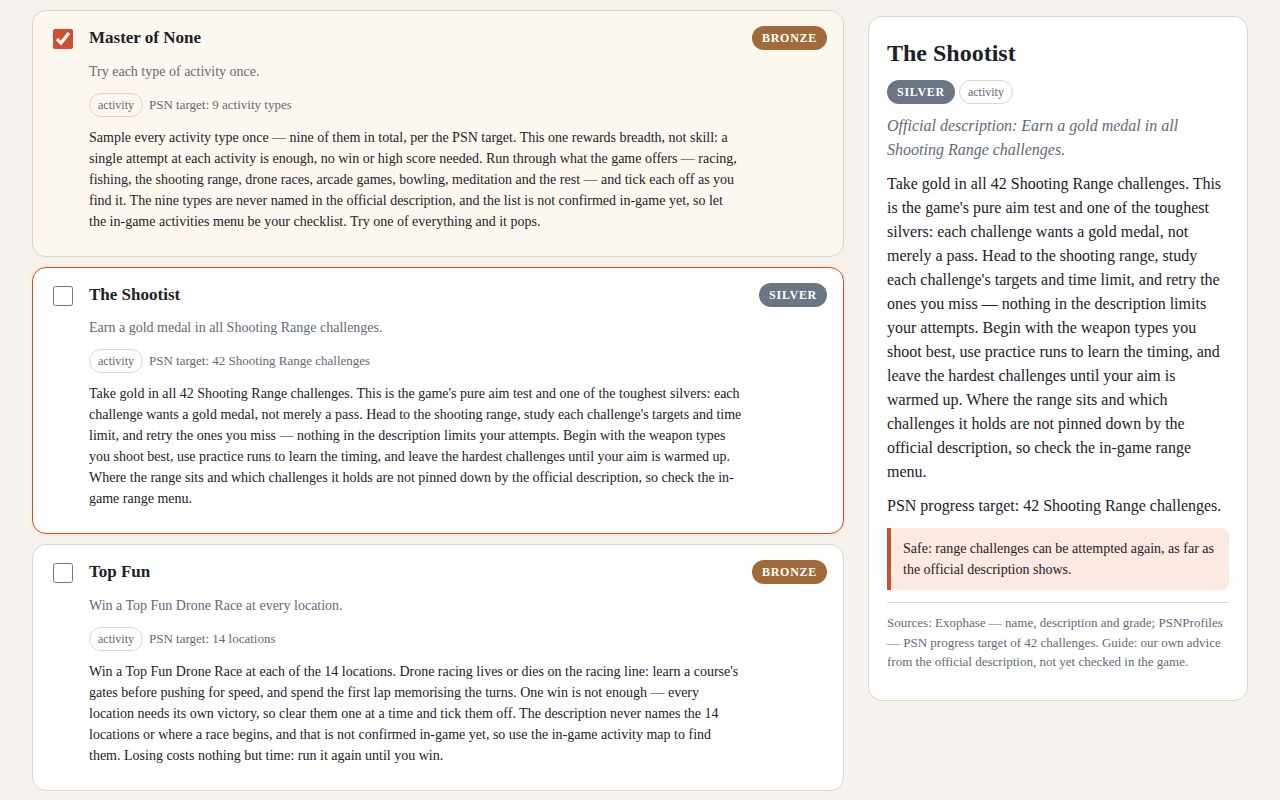 Master of None
BRONZE
Try each type of activity once.
activity PSN target: 9 activity types
Sample every activity type once — nine of them in total, per the PSN target. This one rewards breadth, not skill: a
single attempt at each activity is enough, no win or high score needed. Run through what the game offers — racing,
fishing, the shooting range, drone races, arcade games, bowling, meditation and the rest — and tick each off as you
find it. The nine types are never named in the official description, and the list is not confirmed in-game yet, so let
the in-game activities menu be your checklist. Try one of everything and it pops.
The Shootist
SILVER
Earn a gold medal in all Shooting Range challenges.
activity PSN target: 42 Shooting Range challenges
Take gold in all 42 Shooting Range challenges. This is the game's pure aim test and one of the toughest silvers: each
challenge wants a gold medal, not merely a pass. Head to the shooting range, study each challenge's targets and time
limit, and retry the ones you miss — nothing in the description limits your attempts. Begin with the weapon types
you shoot best, use practice runs to learn the timing, and leave the hardest challenges until your aim is warmed up.
Where the range sits and which challenges it holds are not pinned down by the official description, so check the in-
game range menu.
Top Fun
BRONZE
Win a Top Fun Drone Race at every location.
activity PSN target: 14 locations
Win a Top Fun Drone Race at each of the 14 locations. Drone racing lives or dies on the racing line: learn a course's
gates before pushing for speed, and spend the first lap memorising the turns. One win is not enough — every
location needs its own victory, so clear them one at a time and tick them off. The description never names the 14
locations or where a race begins, and that is not confirmed in-game yet, so use the in-game activity map to find
them. Losing costs nothing but time: run it again until you win.
The Shootist
SILVER activity
Official description: Earn a gold medal in all
Shooting Range challenges.
Take gold in all 42 Shooting Range challenges. This
is the game's pure aim test and one of the toughest
silvers: each challenge wants a gold medal, not
merely a pass. Head to the shooting range, study
each challenge's targets and time limit, and retry the
ones you miss — nothing in the description limits
your attempts. Begin with the weapon types you
shoot best, use practice runs to learn the timing, and
leave the hardest challenges until your aim is
warmed up. Where the range sits and which
challenges it holds are not pinned down by the
official description, so check the in-game range
menu.
PSN progress target: 42 Shooting Range challenges.
Safe: range challenges can be attempted again, as far as
the official description shows.
Sources: Exophase — name, description and grade; PSNProfiles
— PSN progress target of 42 challenges. Guide: our own advice
from the official description, not yet checked in the game.